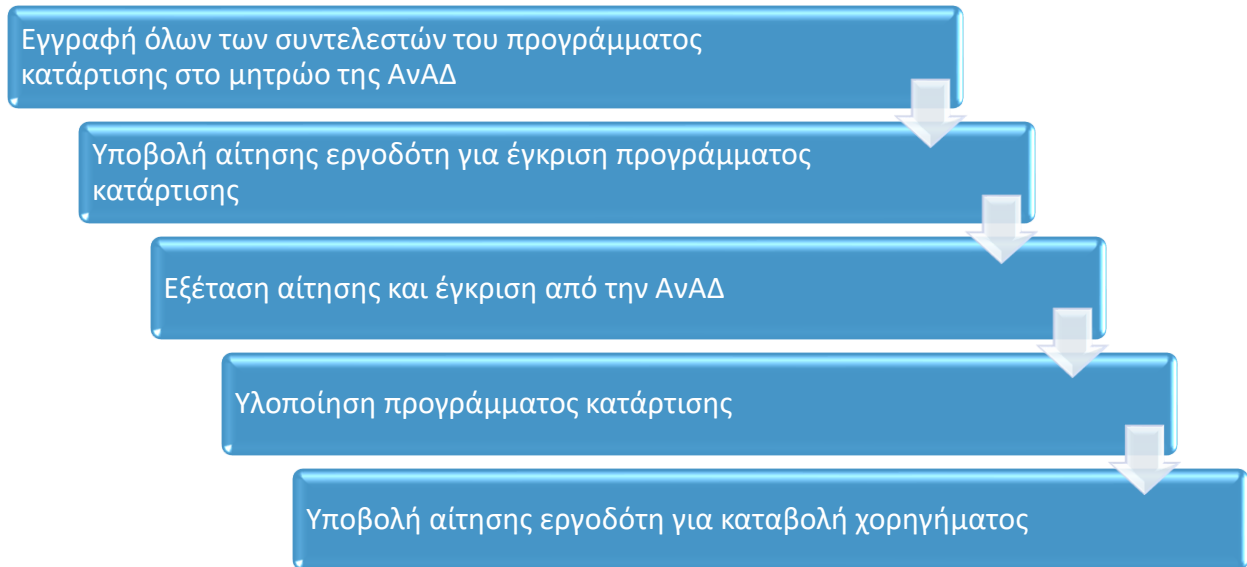 Εγγραφή όλων των συντελεστών του προγράμματος
κατάρτισης στο μητρώο της ΑνΑΔ
Υποβολή αίτησης εργοδότη για έγκριση προγράμματος
κατάρτισης
Εξέταση αίτησης και έγκριση από την ΑνΑΔ
Υλοποίηση προγράμματος κατάρτισης
Υποβολή αίτησης εργοδότη για καταβολή χορηγήματος